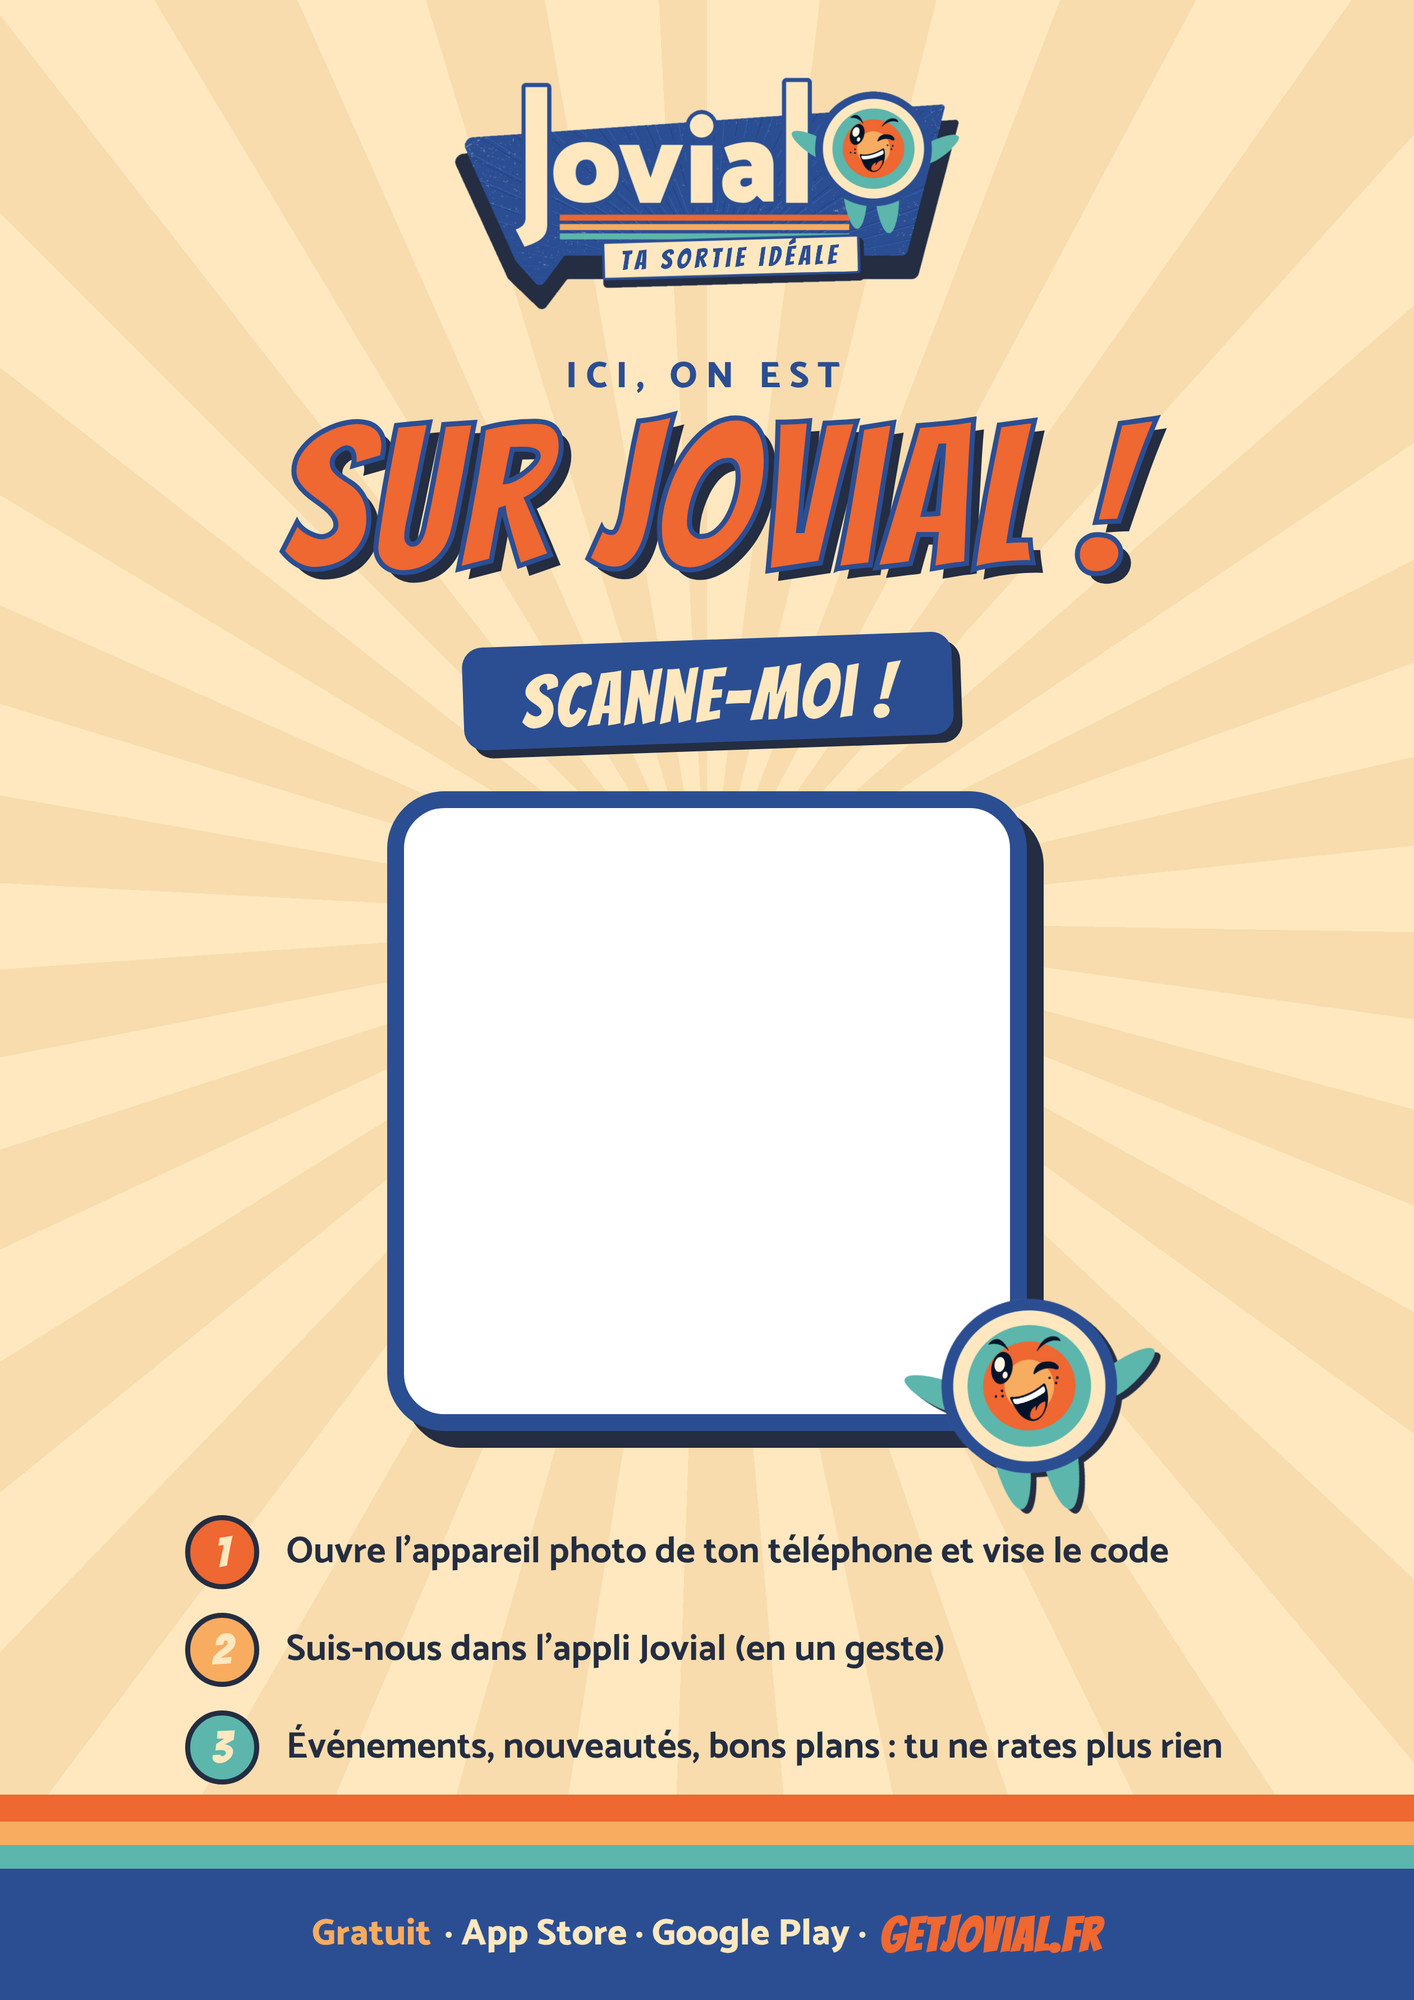 Jovial
TA SORTIE IDÉALE
ICI, ON EST
SUR JOVIAL !
SCANNE-MOI !
1 Ouvre l’appareil photo de ton téléphone et vise le code
2 Suis-nous dans l’appli Jovial (en un geste)
3 Événements, nouveautés, bons plans : tu ne rates plus rien
Gratuit · App Store · Google Play · GETJOVIAL.FR